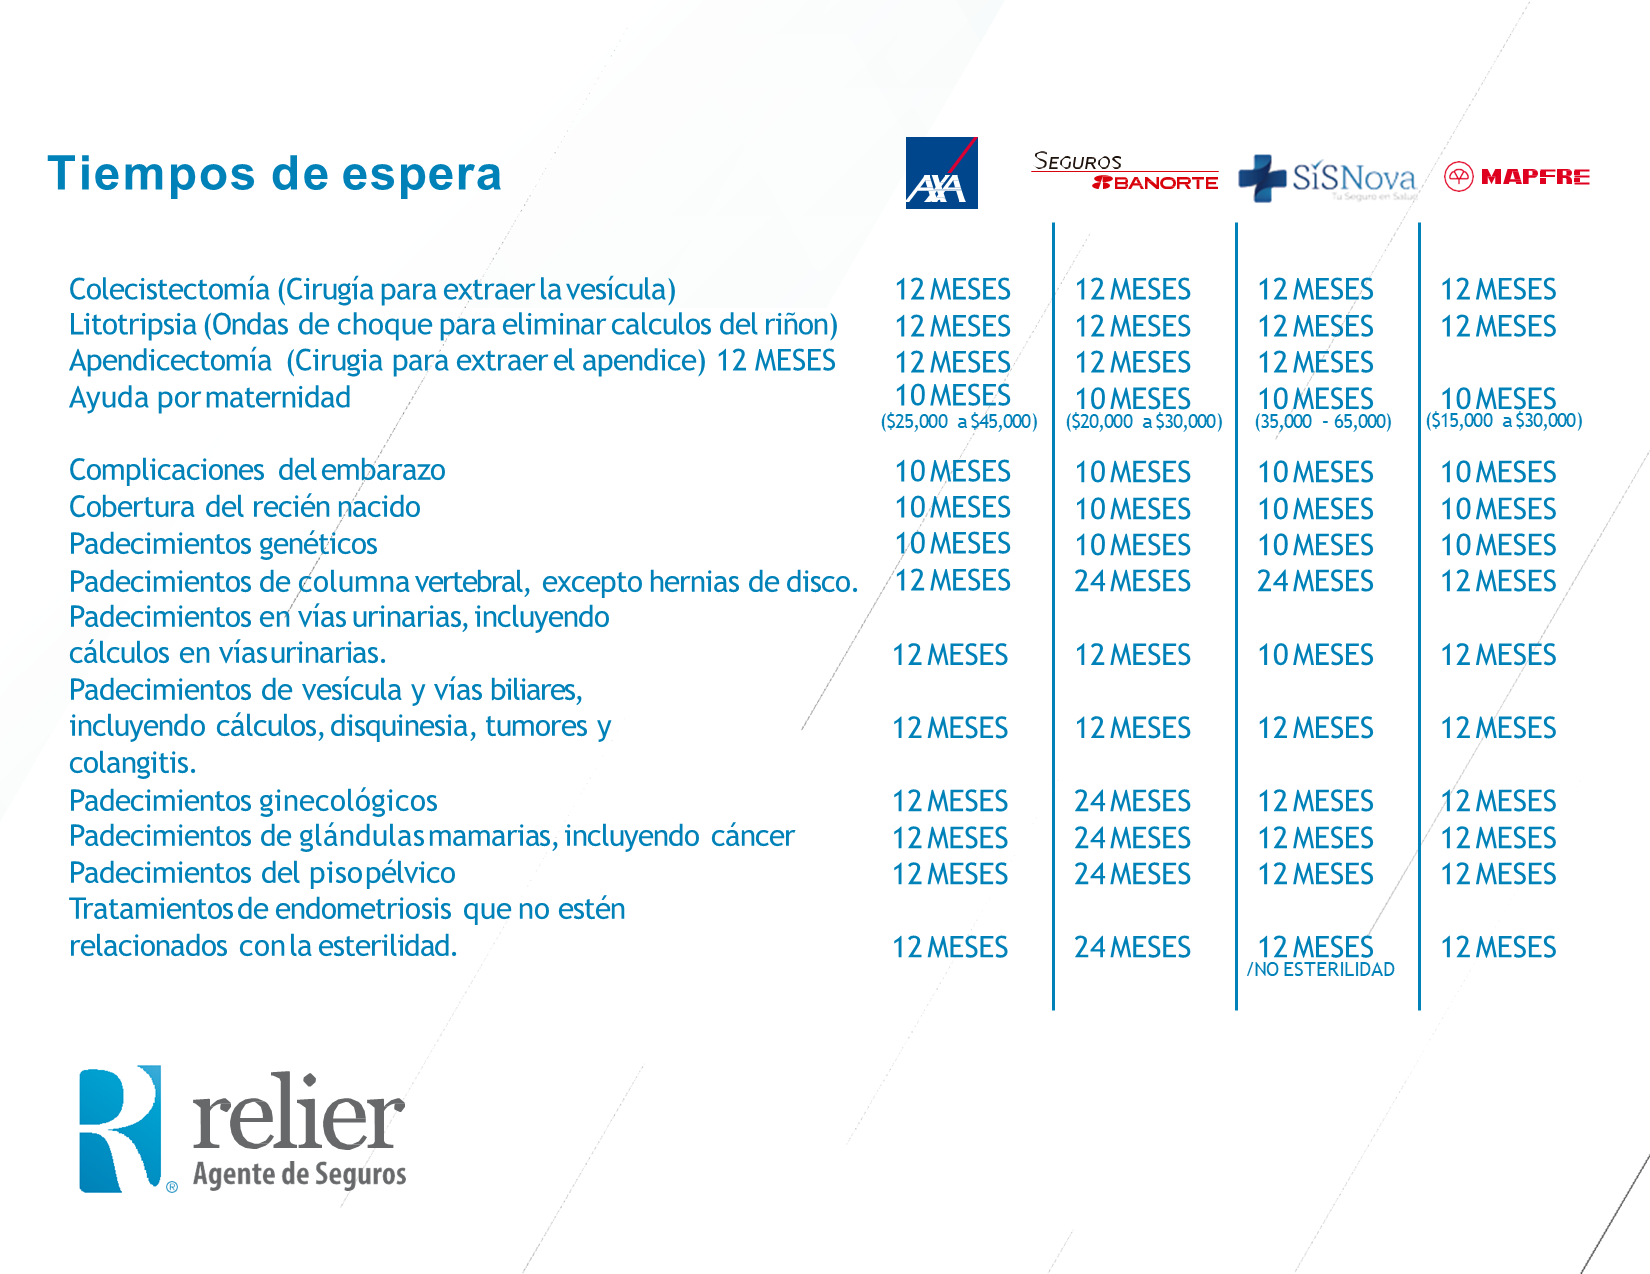 Tiempos de espera
AXA
SEGUROS
BANORTE
SíSNova
Tu Seguro en Salud
MAPFRE
Colecistectomía (Cirugía para extraer la vesícula) 12 MESES 12 MESES 12 MESES 12 MESES
Litotripsia (Ondas de choque para eliminar calculos del riñon) 12 MESES 12 MESES 12 MESES 12 MESES
Apendicectomía (Cirugia para extraer el apendice) 12 MESES 12 MESES 12 MESES 12 MESES
Ayuda por maternidad 10 MESES 10 MESES 10 MESES 10 MESES
($25,000 a $45,000) ($20,000 a $30,000) (35,000 - 65,000) ($15,000 a $30,000)
Complicaciones del embarazo 10 MESES 10 MESES 10 MESES 10 MESES
Cobertura del recién nacido 10 MESES 10 MESES 10 MESES 10 MESES
Padecimientos genéticos 10 MESES 10 MESES 10 MESES 10 MESES
Padecimientos de columna vertebral, excepto hernias de disco. 12 MESES 24 MESES 24 MESES 12 MESES
Padecimientos en vías urinarias, incluyendo
cálculos en vías urinarias. 12 MESES 12 MESES 10 MESES 12 MESES
Padecimientos de vesícula y vías biliares,
incluyendo cálculos, disquinesia, tumores y 12 MESES 12 MESES 12 MESES 12 MESES
colangitis.
Padecimientos ginecológicos 12 MESES 24 MESES 12 MESES 12 MESES
Padecimientos de glándulas mamarias, incluyendo cáncer 12 MESES 24 MESES 12 MESES 12 MESES
Padecimientos del piso pélvico 12 MESES 24 MESES 12 MESES 12 MESES
Tratamientos de endometriosis que no estén
relacionados con la esterilidad. 12 MESES 24 MESES 12 MESES 12 MESES
/NO ESTERILIDAD
relier
® Agente de Seguros